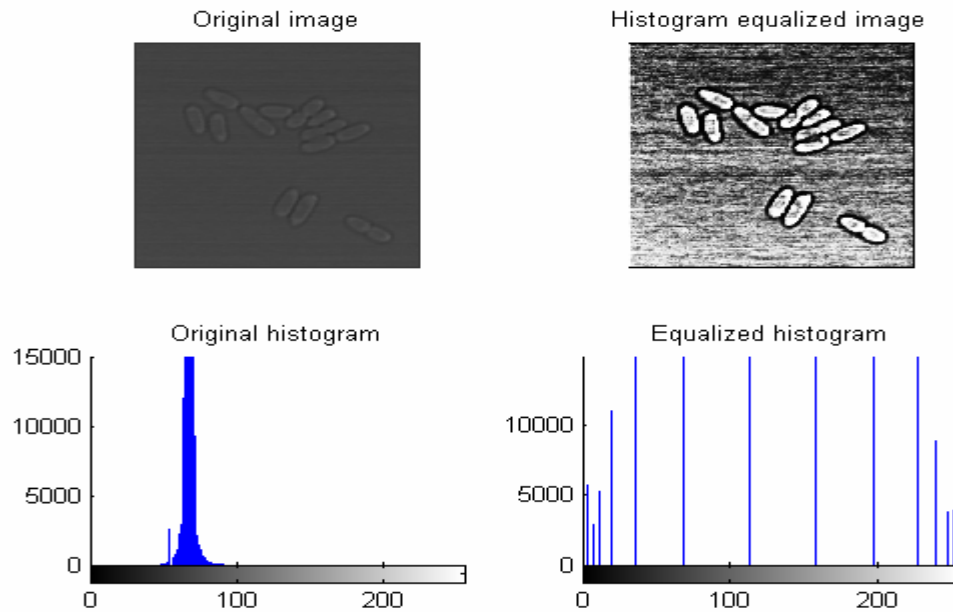 Original image
Histogram equalized image
Original histogram
15000
10000
5000
0
0 100 200
Equalized histogram
10000
5000
0
0 100 200